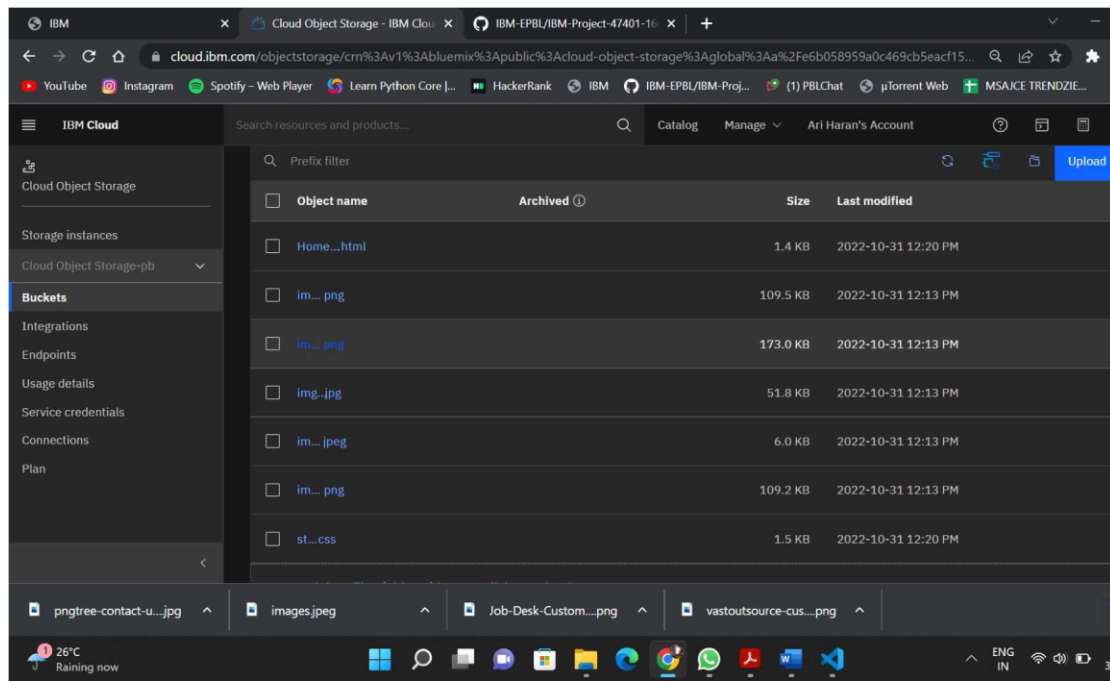 IBM
Cloud Object Storage - IBM Clou
IBM-EPBL/IBM-Project-47401-16
cloud.ibm.com/objectstorage/crn%3Av1%3Abluemix%3Apublic%3Acloud-object-storage%3Aglobal%3Aa%2Fe6b058959a0c469cb5eacf15...
YouTube Instagram Spotify – Web Player Learn Python Core |... HackerRank IBM IBM-EPBL/IBM-Proj... (1) PBLChat µTorrent Web MSAJCE TRENDZIE...
IBM Cloud Search resources and products... Catalog Manage Ari Haran's Account
Cloud Object Storage
Storage instances
Cloud Object Storage-pb
Buckets
Integrations
Endpoints
Usage details
Service credentials
Connections
Plan
Prefix filter Upload
Object name Archived Size Last modified
Home...html 1.4 KB 2022-10-31 12:20 PM
im... png 109.5 KB 2022-10-31 12:13 PM
im... png 173.0 KB 2022-10-31 12:13 PM
img..jpg 51.8 KB 2022-10-31 12:13 PM
im... jpeg 6.0 KB 2022-10-31 12:13 PM
im... png 109.2 KB 2022-10-31 12:13 PM
st...css 1.5 KB 2022-10-31 12:20 PM
pngtree-contact-u....jpg images.jpeg Job-Desk-Custom....png vastoutsource-cus....png
1 26°C
Raining now
ENG
IN